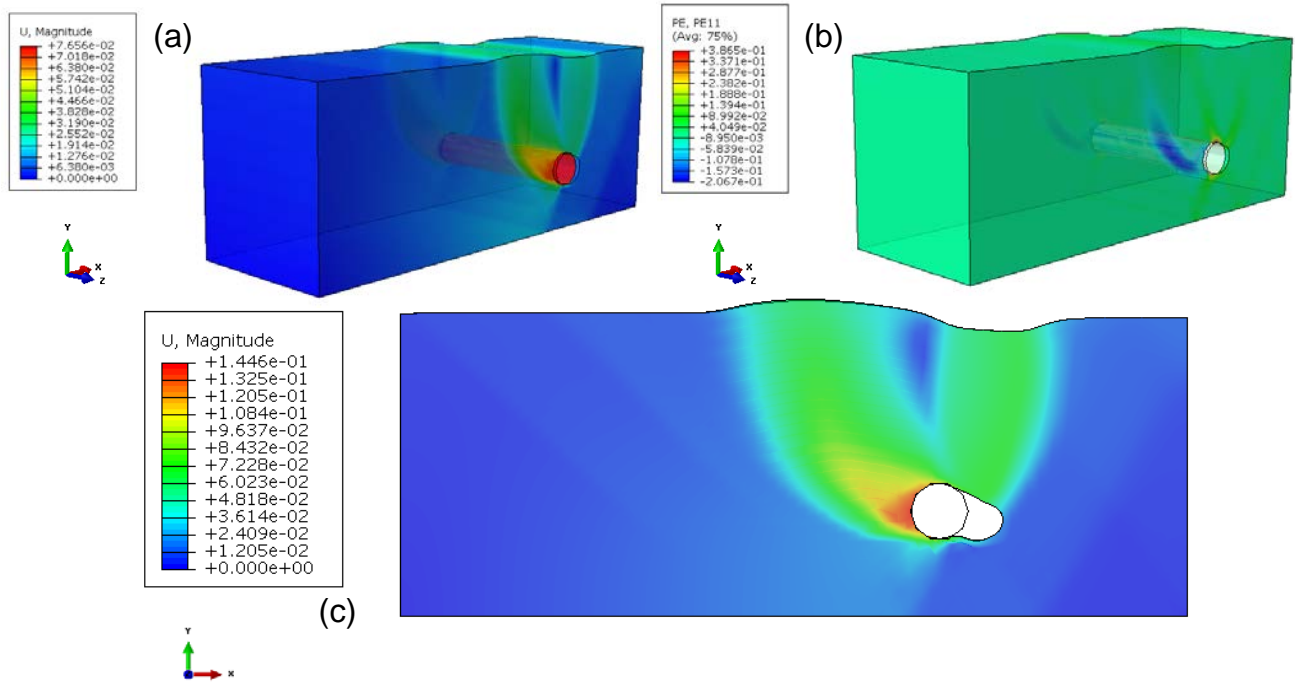 U, Magnitude
+7.656e-02
+7.018e-02
+6.380e-02
+5.742e-02
+5.104e-02
+4.466e-02
+3.828e-02
+3.190e-02
+2.552e-02
+1.914e-02
+1.276e-02
+6.380e-03
+0.000e+00
(a)
Y
X
Z
PE, PE11
(Avg: 75%)
+3.865e-01
+3.371e-01
+2.877e-01
+2.382e-01
+1.888e-01
+1.394e-01
+8.992e-02
+4.049e-02
-8.950e-03
-5.839e-02
-1.078e-01
-1.573e-01
-2.067e-01
(b)
Y
X
Z
U, Magnitude
+1.446e-01
+1.325e-01
+1.205e-01
+1.084e-01
+9.637e-02
+8.432e-02
+7.228e-02
+6.023e-02
+4.818e-02
+3.614e-02
+2.409e-02
+1.205e-02
+0.000e+00
(c)
Y
X